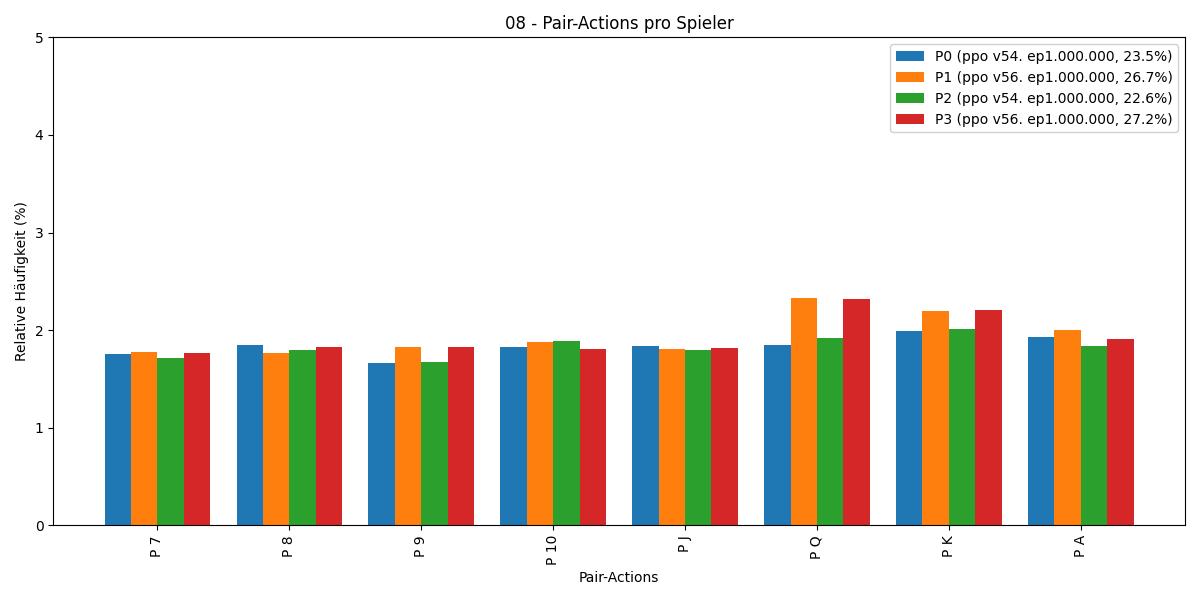 08 - Pair-Actions pro Spieler
P0 (ppo v54. ep1.000.000, 23.5%)
P1 (ppo v56. ep1.000.000, 26.7%)
P2 (ppo v54. ep1.000.000, 22.6%)
P3 (ppo v56. ep1.000.000, 27.2%)
Relative Häufigkeit (%)
5
4
3
2
1
0
P 7
P 8
P 9
P 10
P J
P Q
P K
P A
Pair-Actions